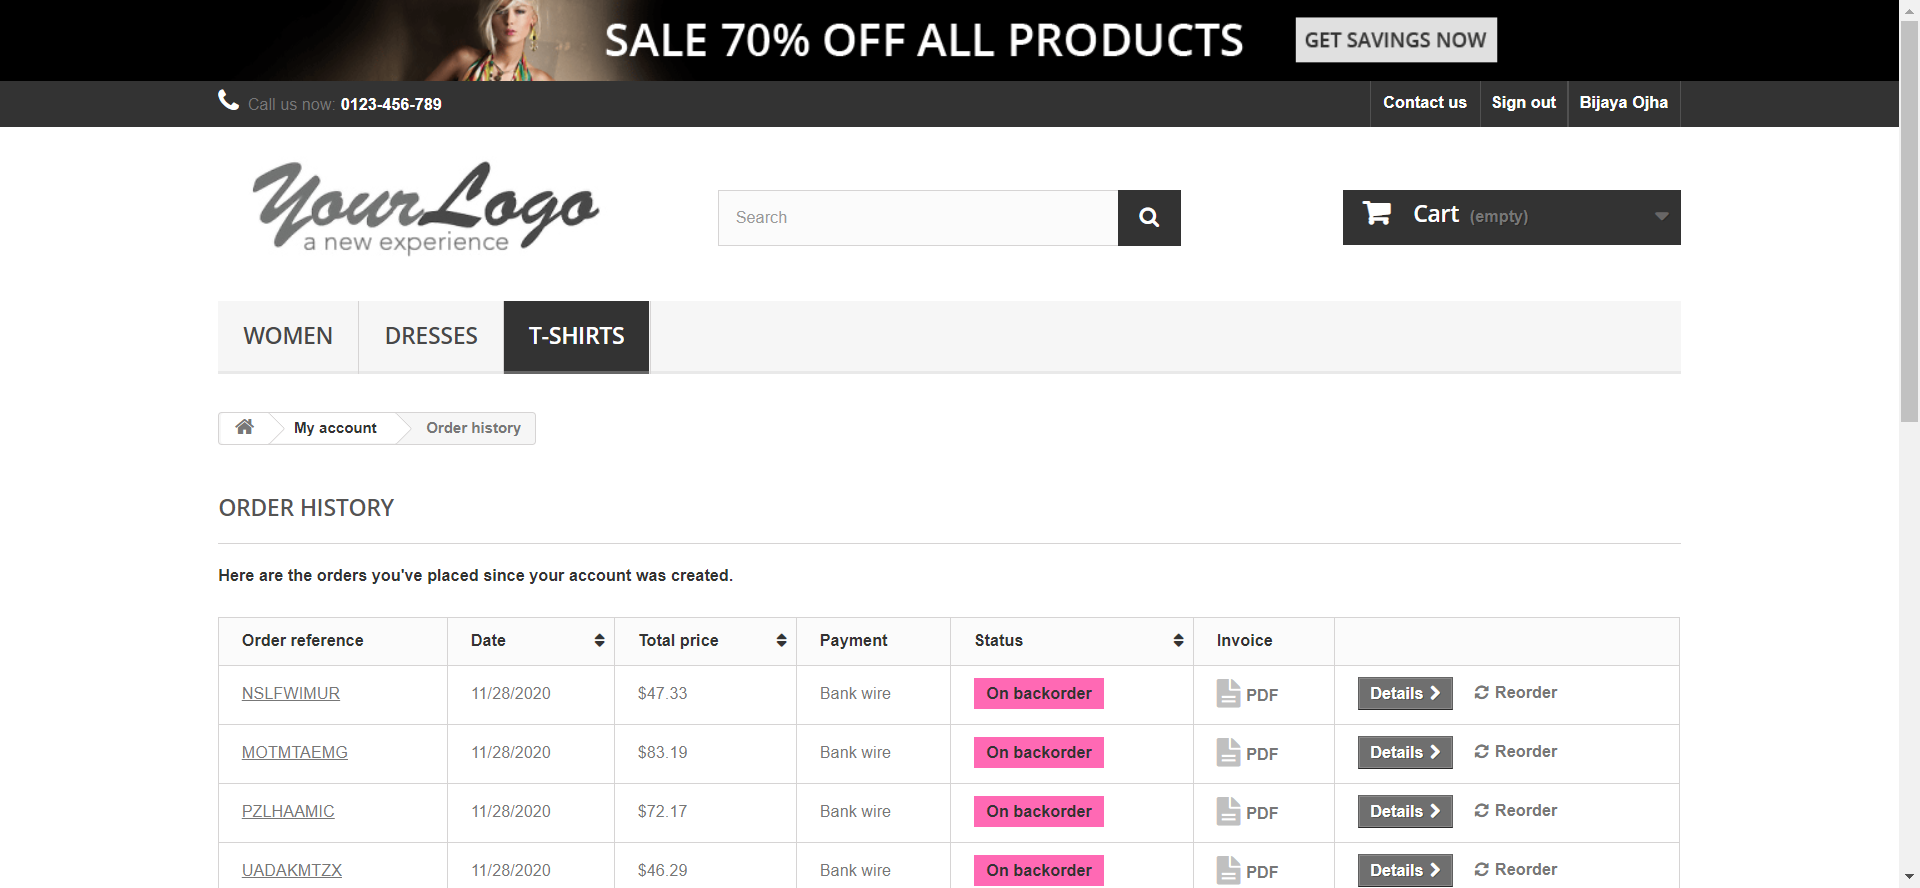 SALE 70% OFF ALL PRODUCTS GET SAVINGS NOW
Call us now: 0123-456-789 Contact us Sign out Bijaya Ojha
YourLogo
a new experience
Search
Cart (empty)
WOMEN DRESSES T-SHIRTS
My account Order history
ORDER HISTORY
Here are the orders you've placed since your account was created.
Order reference Date Total price Payment Status Invoice
NSLFWIMUR 11/28/2020 $47.33 Bank wire On backorder PDF Details Reorder
MOTMTAEMG 11/28/2020 $83.19 Bank wire On backorder PDF Details Reorder
PZLHAAMIC 11/28/2020 $72.17 Bank wire On backorder PDF Details Reorder
UADAKMTZX 11/28/2020 $46.29 Bank wire On backorder PDF Details Reorder